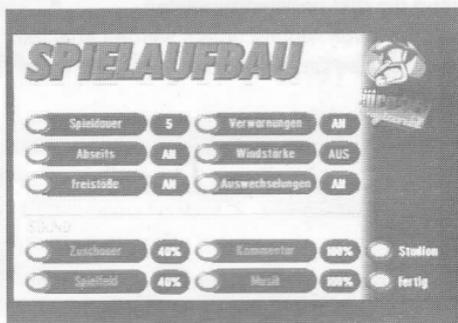 SPIELAUFBAU
Spieldauer 5 Verwarnungen AN
Abseits AN Windstärke AUS
Freistöße AN Auswechselungen AN
SOUND
Zuschauer 40% Kommentar 100% Stadion
Spielfeld 40% Musik 100% Fertig